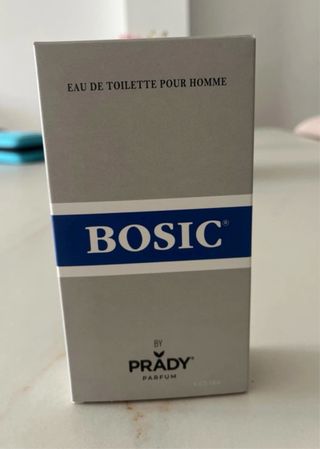 EAU DE TOILETTE POUR HOMME
BOSIC®
BY
PRADY®
PARFUM